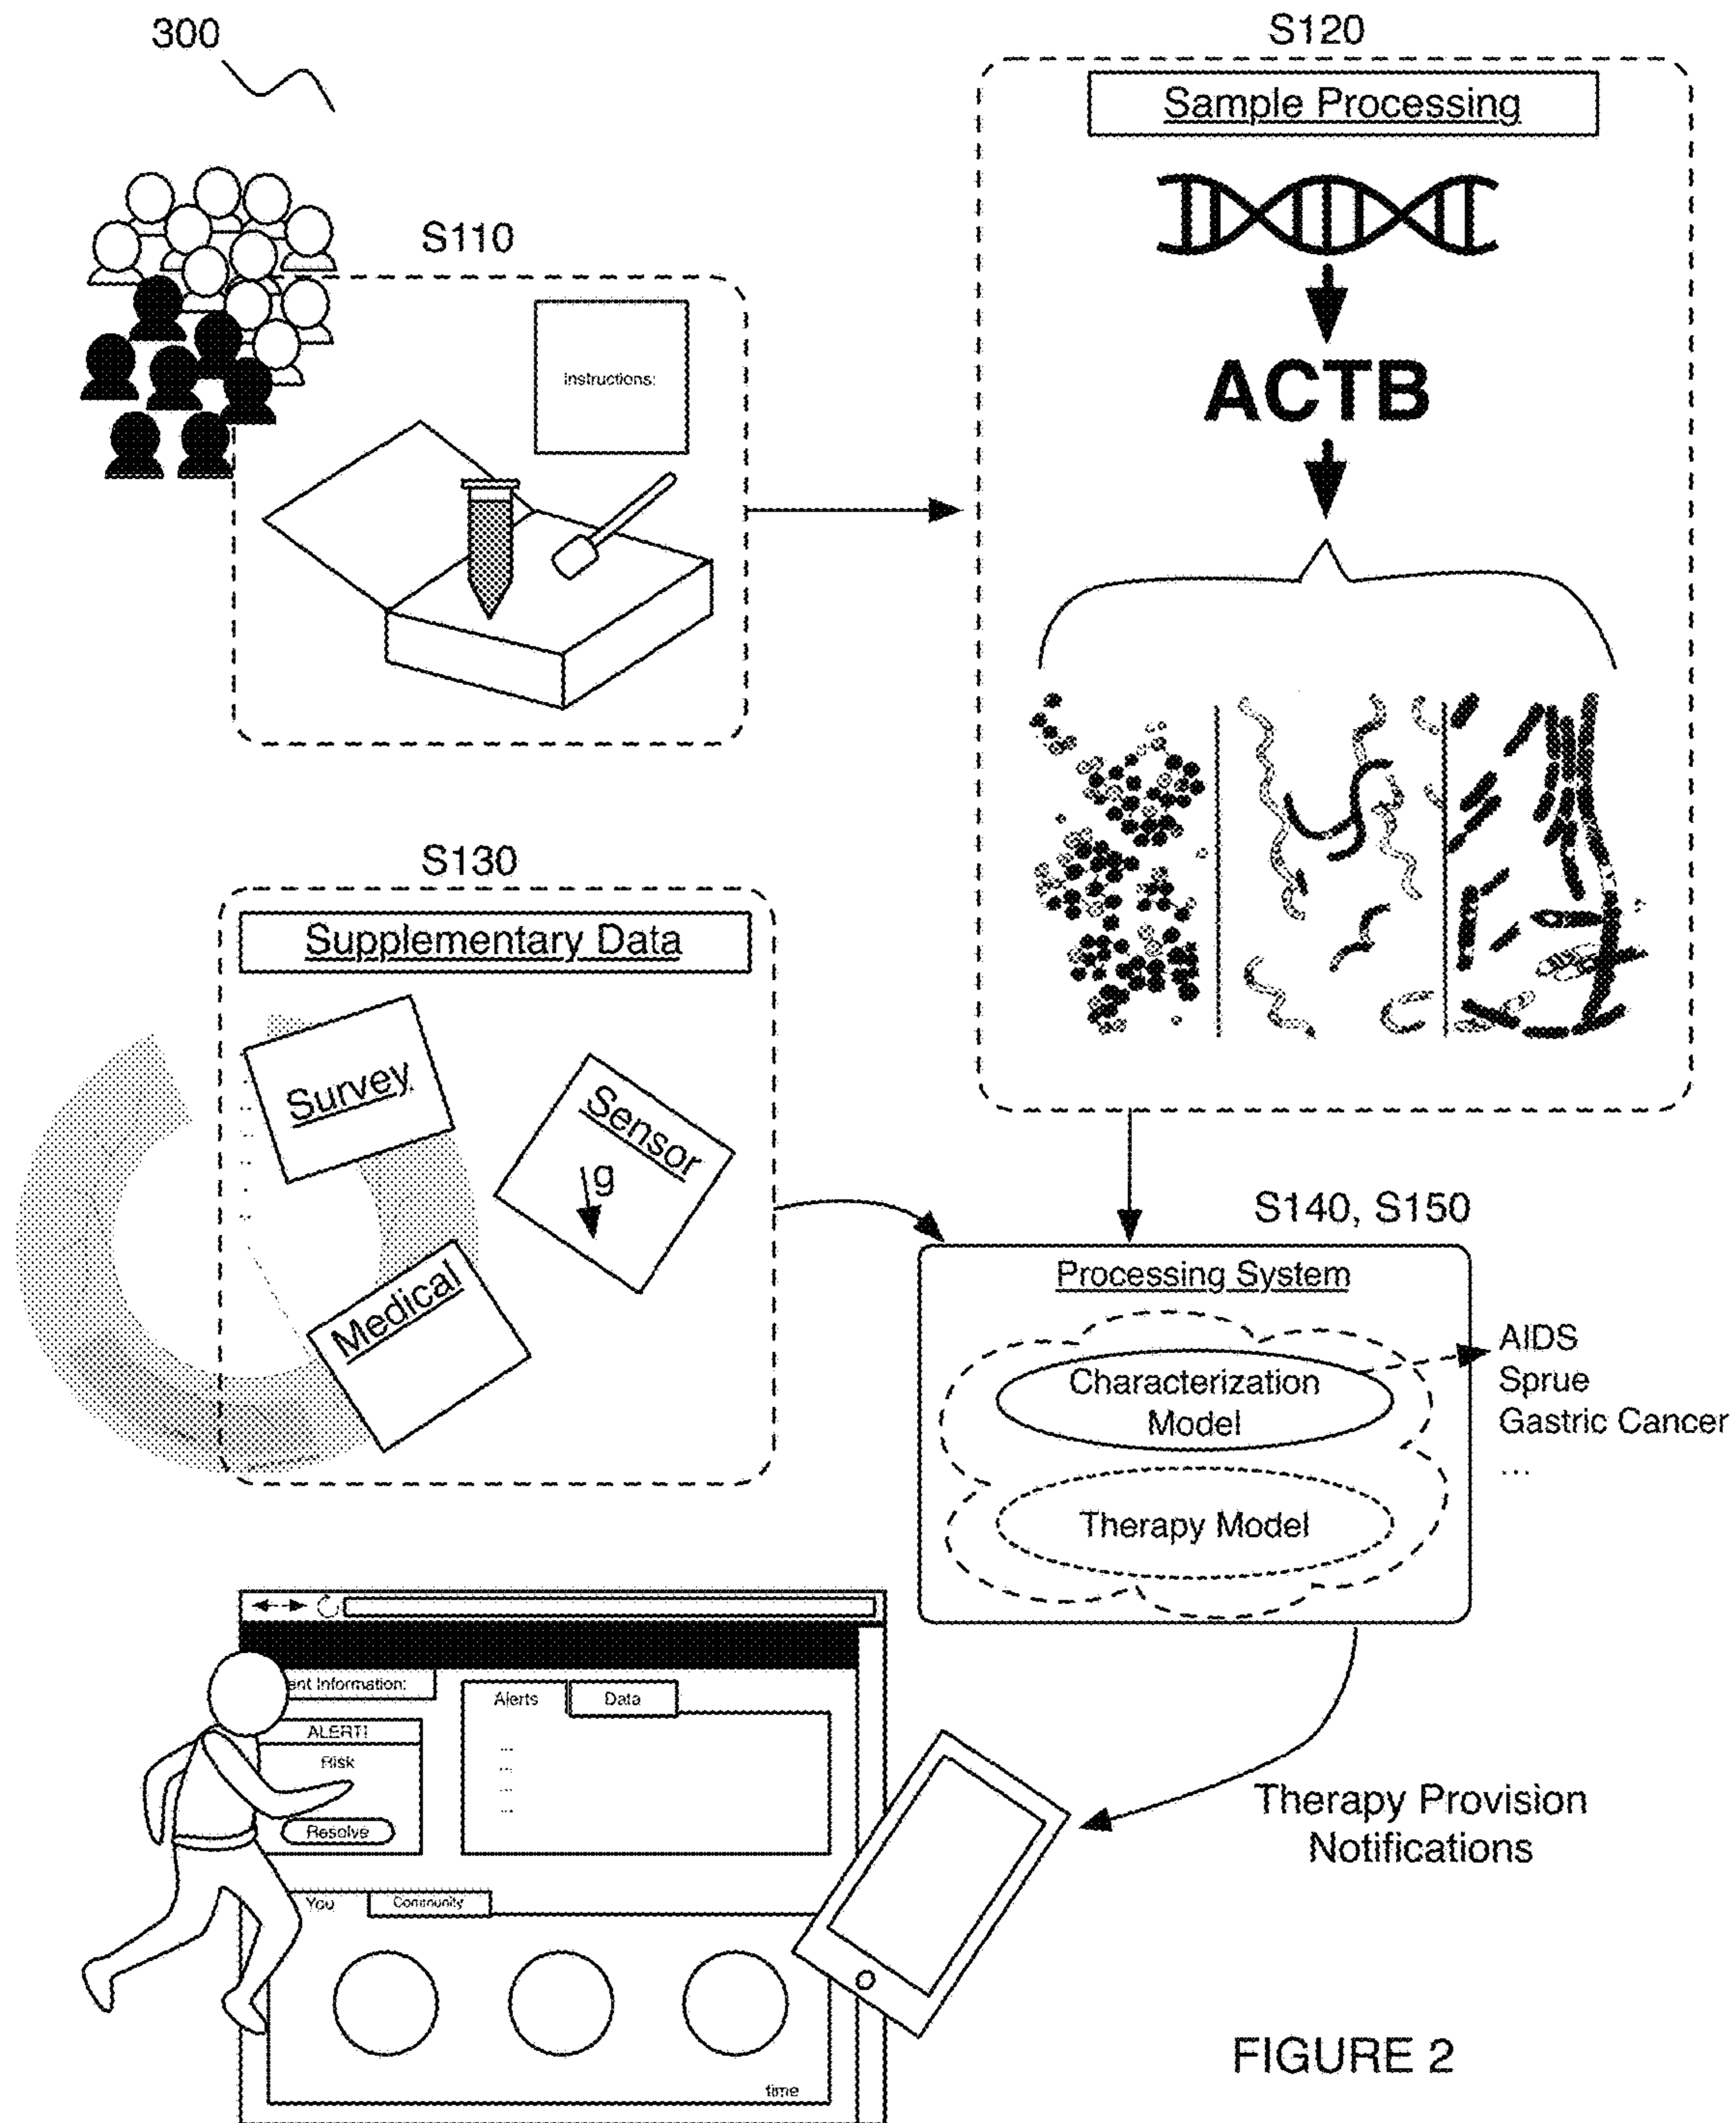 300
S120
Sample Processing
S110
Instructions:
ACTB
S130
Supplementary Data
Survey
Sensor
g
Medical
S140, S150
Processing System
Characterization
Model
Therapy Model
AIDS
Sprue
Gastric Cancer
...
ent Information:
ALERT!
Risk
Resolve
Alerts
Data
...
...
...
...
You
Community
time
Therapy Provision
Notifications
FIGURE 2